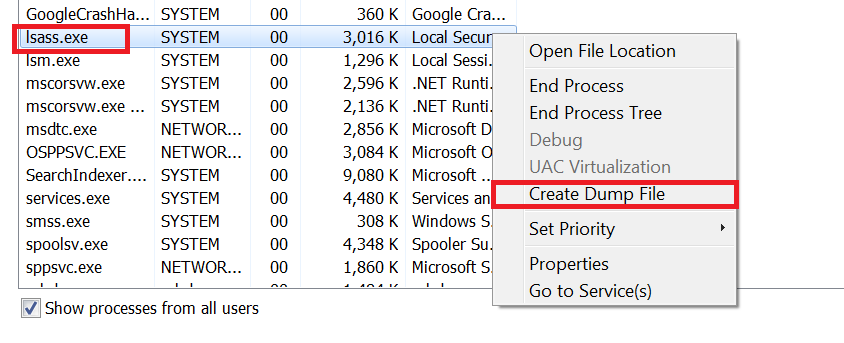 GoogleCrashHa... SYSTEM 00 360 K Google Cra...
lsass.exe SYSTEM 00 3,016 K Local Secur
lsm.exe SYSTEM 00 1,296 K Local Sessi
mscorsvw.exe SYSTEM 00 2,596 K .NET Runti
mscorsvw.exe ... SYSTEM 00 2,136 K .NET Runti
msdtc.exe NETWOR... 00 2,856 K Microsoft D
OSPPSVC.EXE NETWOR... 00 3,084 K Microsoft O
SearchIndexer.... SYSTEM 00 9,080 K Microsoft ..
services.exe SYSTEM 00 4,480 K Services an
smss.exe SYSTEM 00 308 K Windows S.
spoolsv.exe SYSTEM 00 4,348 K Spooler Su.
sppsvc.exe NETWOR... 00 1,860 K Microsoft S.
Show processes from all users
Open File Location
End Process
End Process Tree
Debug
UAC Virtualization
Create Dump File
Set Priority
Properties
Go to Service(s)